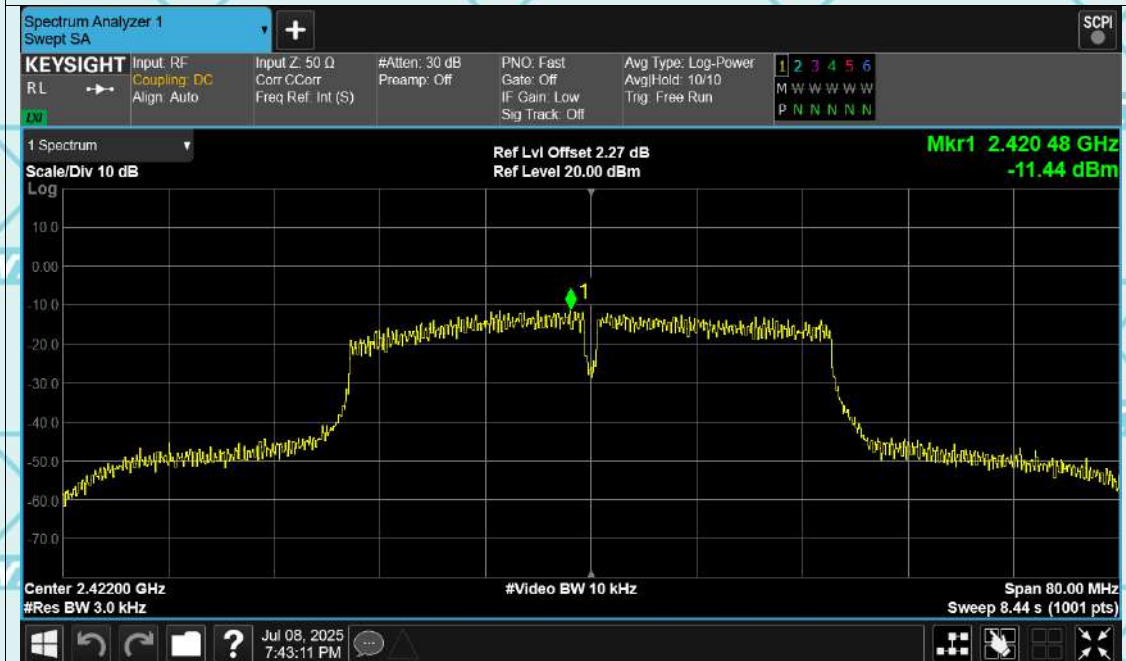 Spectrum Analyzer 1
Swept SA
+
SCPI
KEYSIGHT
RL
LXI
Input: RF
Coupling: DC
Align: Auto
Input Z: 50 Ω
Corr CCorr
Freq Ref: Int (S)
#Atten: 30 dB
Preamp: Off
PNO: Fast
Gate: Off
IF Gain: Low
Sig Track: Off
Avg Type: Log-Power
Avg|Hold: 10/10
Trig: Free Run
1 2 3 4 5 6
M W W W W W
P N N N N N
1 Spectrum
Scale/Div 10 dB
Log
Ref Lvl Offset 2.27 dB
Ref Level 20.00 dBm
Mkr1 2.420 48 GHz
-11.44 dBm
10.0
0.00
-10.0
-20.0
-30.0
-40.0
-50.0
-60.0
-70.0
1
Center 2.42200 GHz
#Res BW 3.0 kHz
#Video BW 10 kHz
Span 80.00 MHz
Sweep 8.44 s (1001 pts)
?
Jul 08, 2025
7:43:11 PM